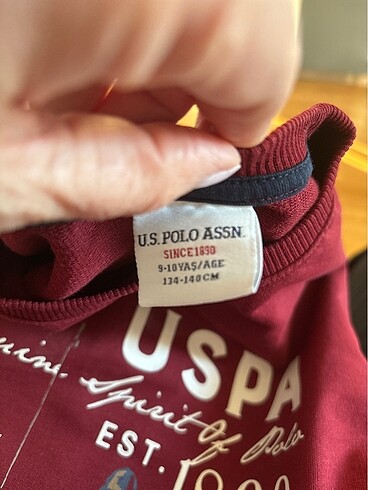 U.S. POLO ASSN.
SINCE 1890
9-10 YAŞ/AGE
134-140 CM
USPA
Spirit Of Polo
EST.